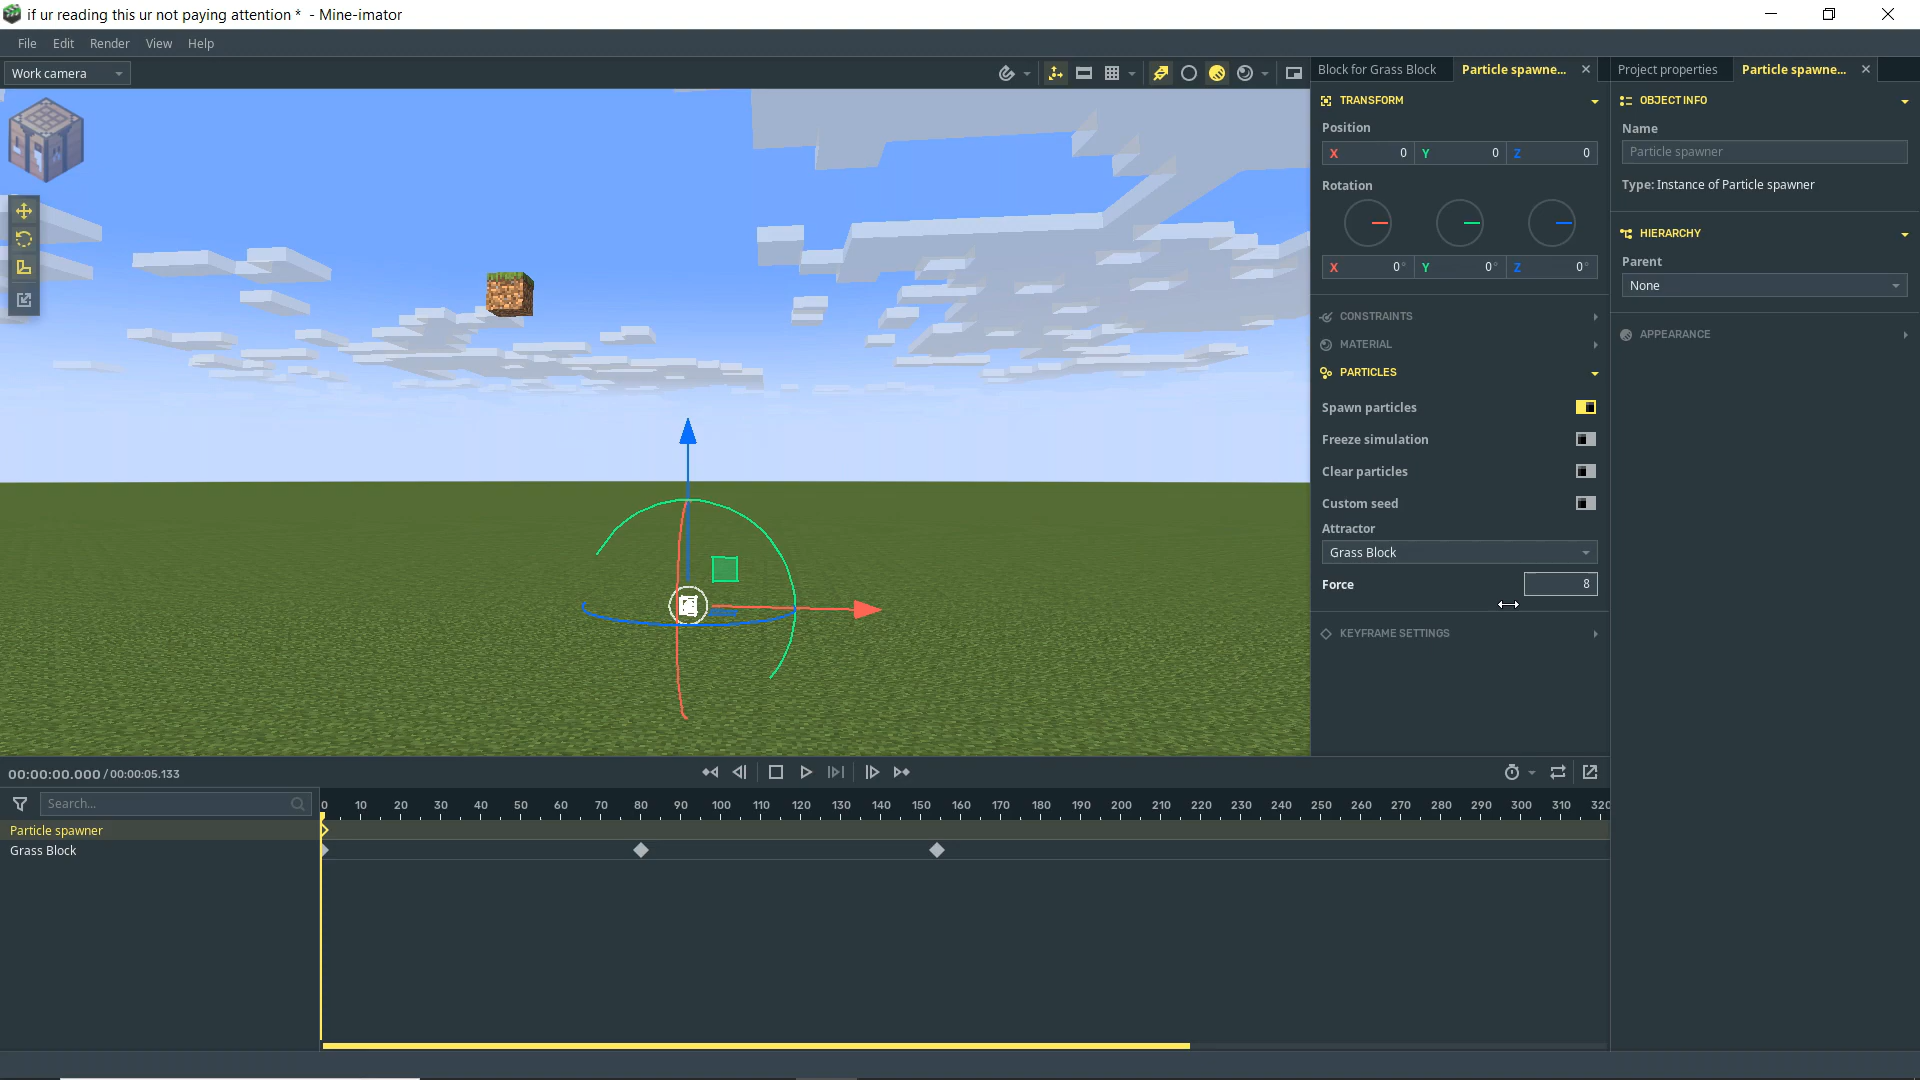 if ur reading this ur not paying attention * - Mine-imator
File Edit Render View Help
Work camera
Block for Grass Block
Particle spawne...
Project properties
Particle spawne...
TRANSFORM
Position
X 0 Y 0 Z 0
Rotation
X 0° Y 0° Z 0°
CONSTRAINTS
MATERIAL
PARTICLES
Spawn particles
Freeze simulation
Clear particles
Custom seed
Attractor
Grass Block
Force 8
KEYFRAME SETTINGS
OBJECT INFO
Name
Particle spawner
Type: Instance of Particle spawner
HIERARCHY
Parent
None
APPEARANCE
00:00:00.000 / 00:00:05.133
Search...
0 10 20 30 40 50 60 70 80 90 100 110 120 130 140 150 160 170 180 190 200 210 220 230 240 250 260 270 280 290 300 310 320
Particle spawner
Grass Block